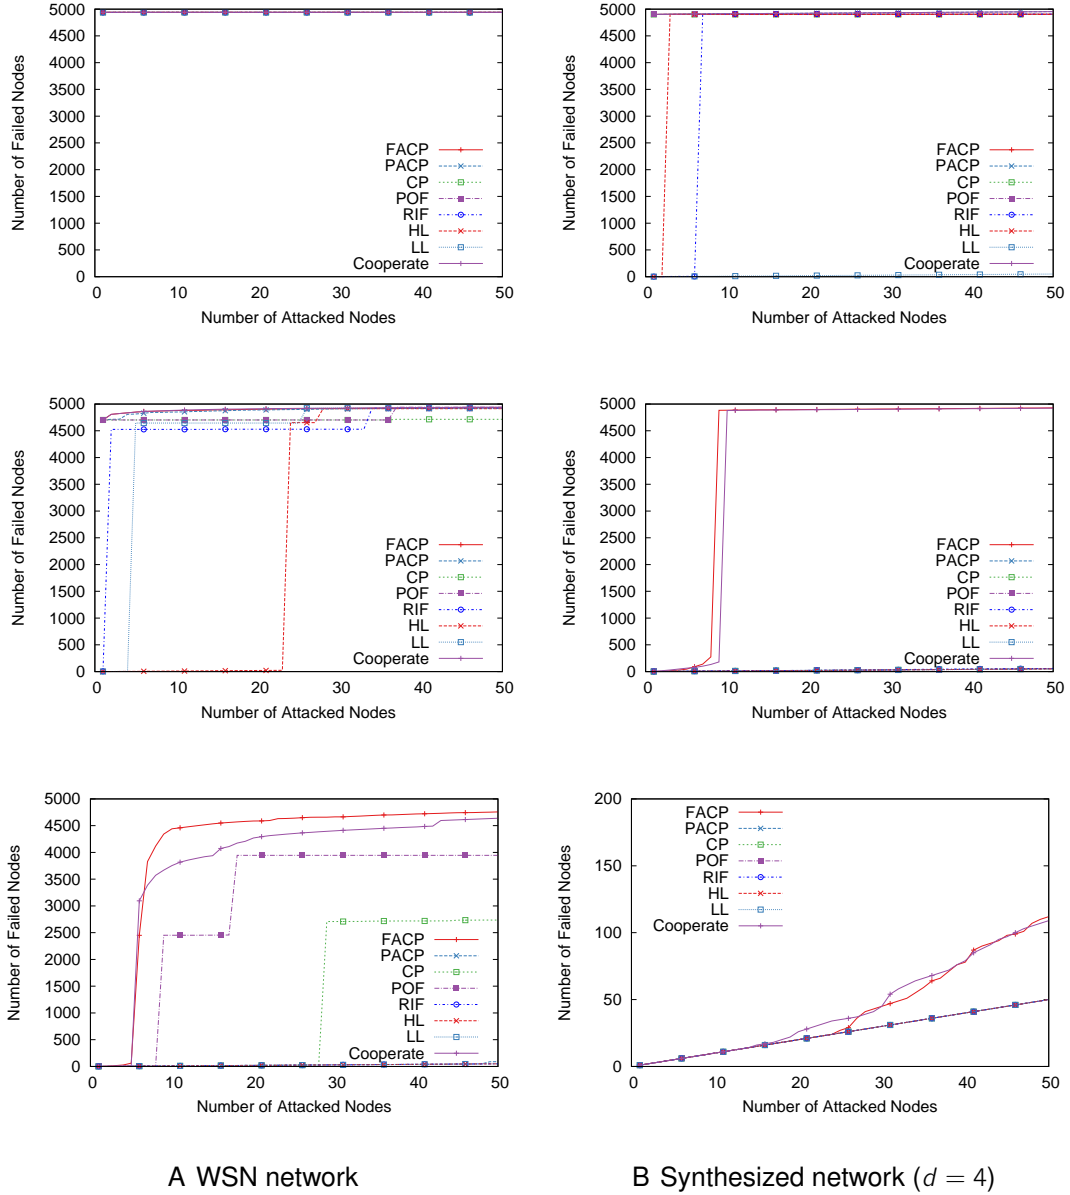 5000
4500
4000
3500
3000
2500
2000
1500
1000
500
0
Number of Failed Nodes
FACP
PACP
CP
POF
RIF
HL
LL
Cooperate
0 10 20 30 40 50
Number of Attacked Nodes
5000
4500
4000
3500
3000
2500
2000
1500
1000
500
0
Number of Failed Nodes
FACP
PACP
CP
POF
RIF
HL
LL
Cooperate
0 10 20 30 40 50
Number of Attacked Nodes
5000
4500
4000
3500
3000
2500
2000
1500
1000
500
0
Number of Failed Nodes
FACP
PACP
CP
POF
RIF
HL
LL
Cooperate
0 10 20 30 40 50
Number of Attacked Nodes
5000
4500
4000
3500
3000
2500
2000
1500
1000
500
0
Number of Failed Nodes
FACP
PACP
CP
POF
RIF
HL
LL
Cooperate
0 10 20 30 40 50
Number of Attacked Nodes
5000
4500
4000
3500
3000
2500
2000
1500
1000
500
0
Number of Failed Nodes
FACP
PACP
CP
POF
RIF
HL
LL
Cooperate
0 10 20 30 40 50
Number of Attacked Nodes
200
150
100
50
0
Number of Failed Nodes
FACP
PACP
CP
POF
RIF
HL
LL
Cooperate
0 10 20 30 40 50
Number of Attacked Nodes
A WSN network
B Synthesized network (d = 4)